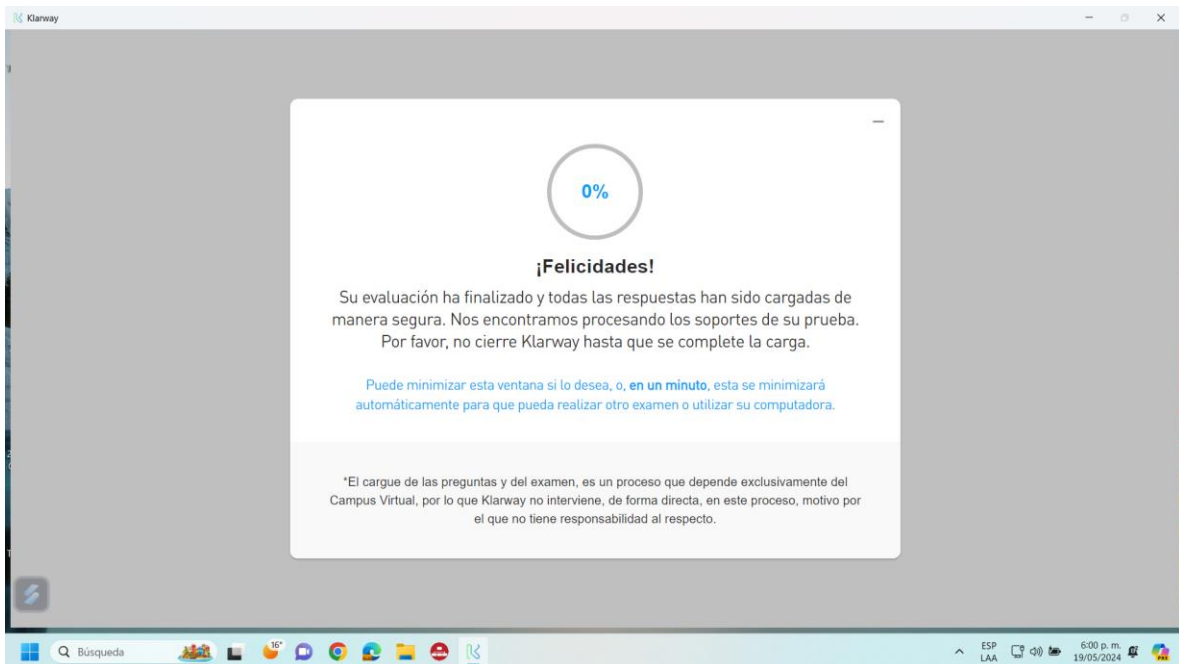 Klarway
0%
¡Felicidades!
Su evaluación ha finalizado y todas las respuestas han sido cargadas de
manera segura. Nos encontramos procesando los soportes de su prueba.
Por favor, no cierre Klarway hasta que se complete la carga.
Puede minimizar esta ventana si lo desea, o, en un minuto, esta se minimizará
automáticamente para que pueda realizar otro examen o utilizar su computadora.
*El cargue de las preguntas y del examen, es un proceso que depende exclusivamente del
Campus Virtual, por lo que Klarway no interviene, de forma directa, en este proceso, motivo por
el que no tiene responsabilidad al respecto.
Búsqueda
16°
ESP
LAA
6:00 p. m.
19/05/2024